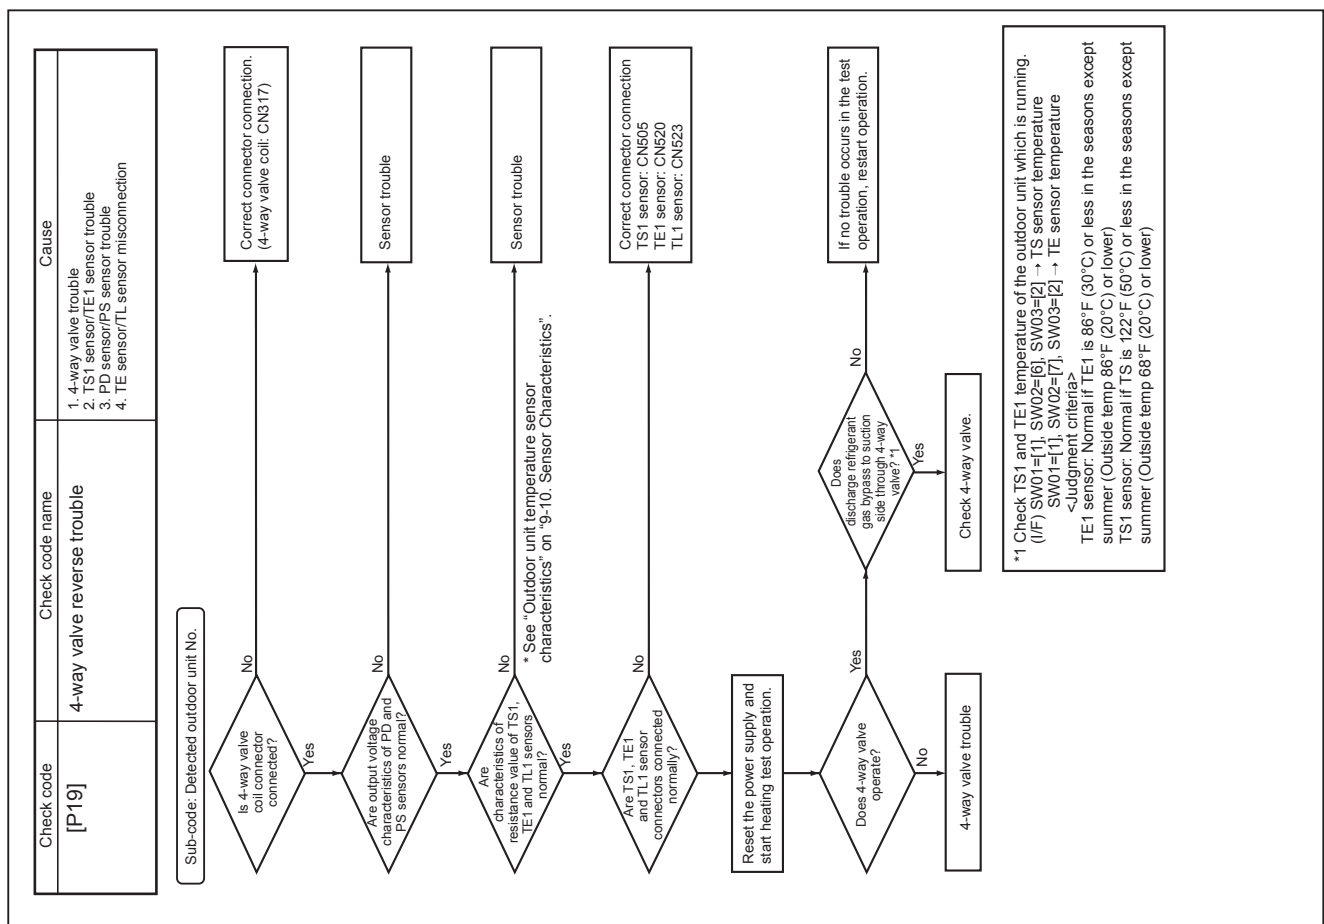 Check code
Check code name
Cause
[P19]
4-way valve reverse trouble
1. 4-way valve trouble
2. TS1 sensor/TE1 sensor trouble
3. PD sensor/PS sensor trouble
4. TE sensor/TL sensor misconnection
Sub-code: Detected outdoor unit No.
Is 4-way valve
coil connector
connected?
No
Correct connector connection.
(4-way valve coil: CN317)
Yes
Are output voltage
characteristics of PD and
PS sensors normal?
No
Sensor trouble
Yes
Are
characteristics of
resistance value of TS1,
TE1 and TL1 sensors
normal?
No
Sensor trouble
* See “Outdoor unit temperature sensor
characteristics” on “9-10. Sensor Characteristics”.
Yes
Are TS1, TE1
and TL1 sensor
connectors connected
normally?
No
Correct connector connection
TS1 sensor: CN505
TE1 sensor: CN520
TL1 sensor: CN523
Reset the power supply and
start heating test operation.
Does 4-way valve
operate?
Yes
Does
discharge refrigerant
gas bypass to suction
side through 4-way
valve? *1
No
If no trouble occurs in the test
operation, restart operation.
No
Yes
4-way valve trouble
Check 4-way valve.
*1 Check TS1 and TE1 temperature of the outdoor unit which is running.
(I/F) SW01=[1], SW02=[6], SW03=[2] → TS sensor temperature
SW01=[1], SW02=[7], SW03=[2] → TE sensor temperature
<Judgment criteria>
TE1 sensor: Normal if TE1 is 86°F (30°C) or less in the seasons except
summer (Outside temp 86°F (20°C) or lower)
TS1 sensor: Normal if TS is 122°F (50°C) or less in the seasons except
summer (Outside temp 68°F (20°C) or lower)